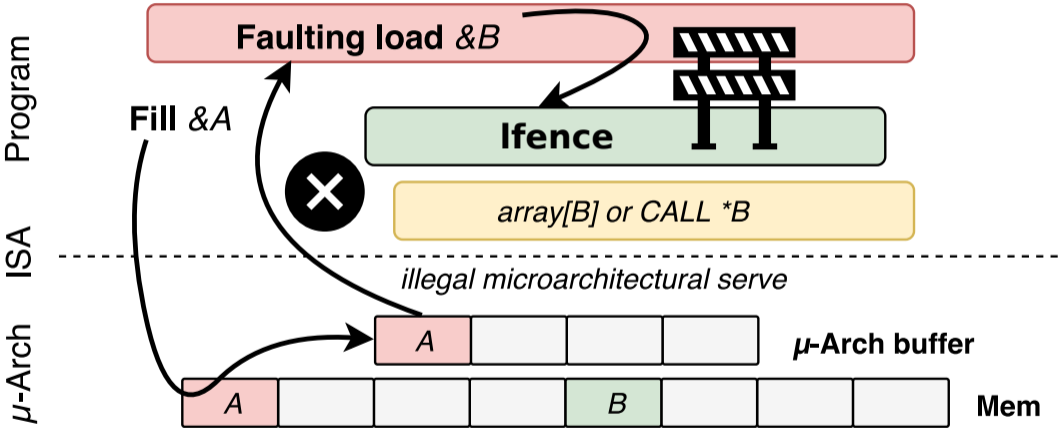 Program
ISA
μ-Arch
Faulting load &B
Fill &A
lfence
array[B] or CALL *B
illegal microarchitectural serve
A
μ-Arch buffer
A
B
Mem